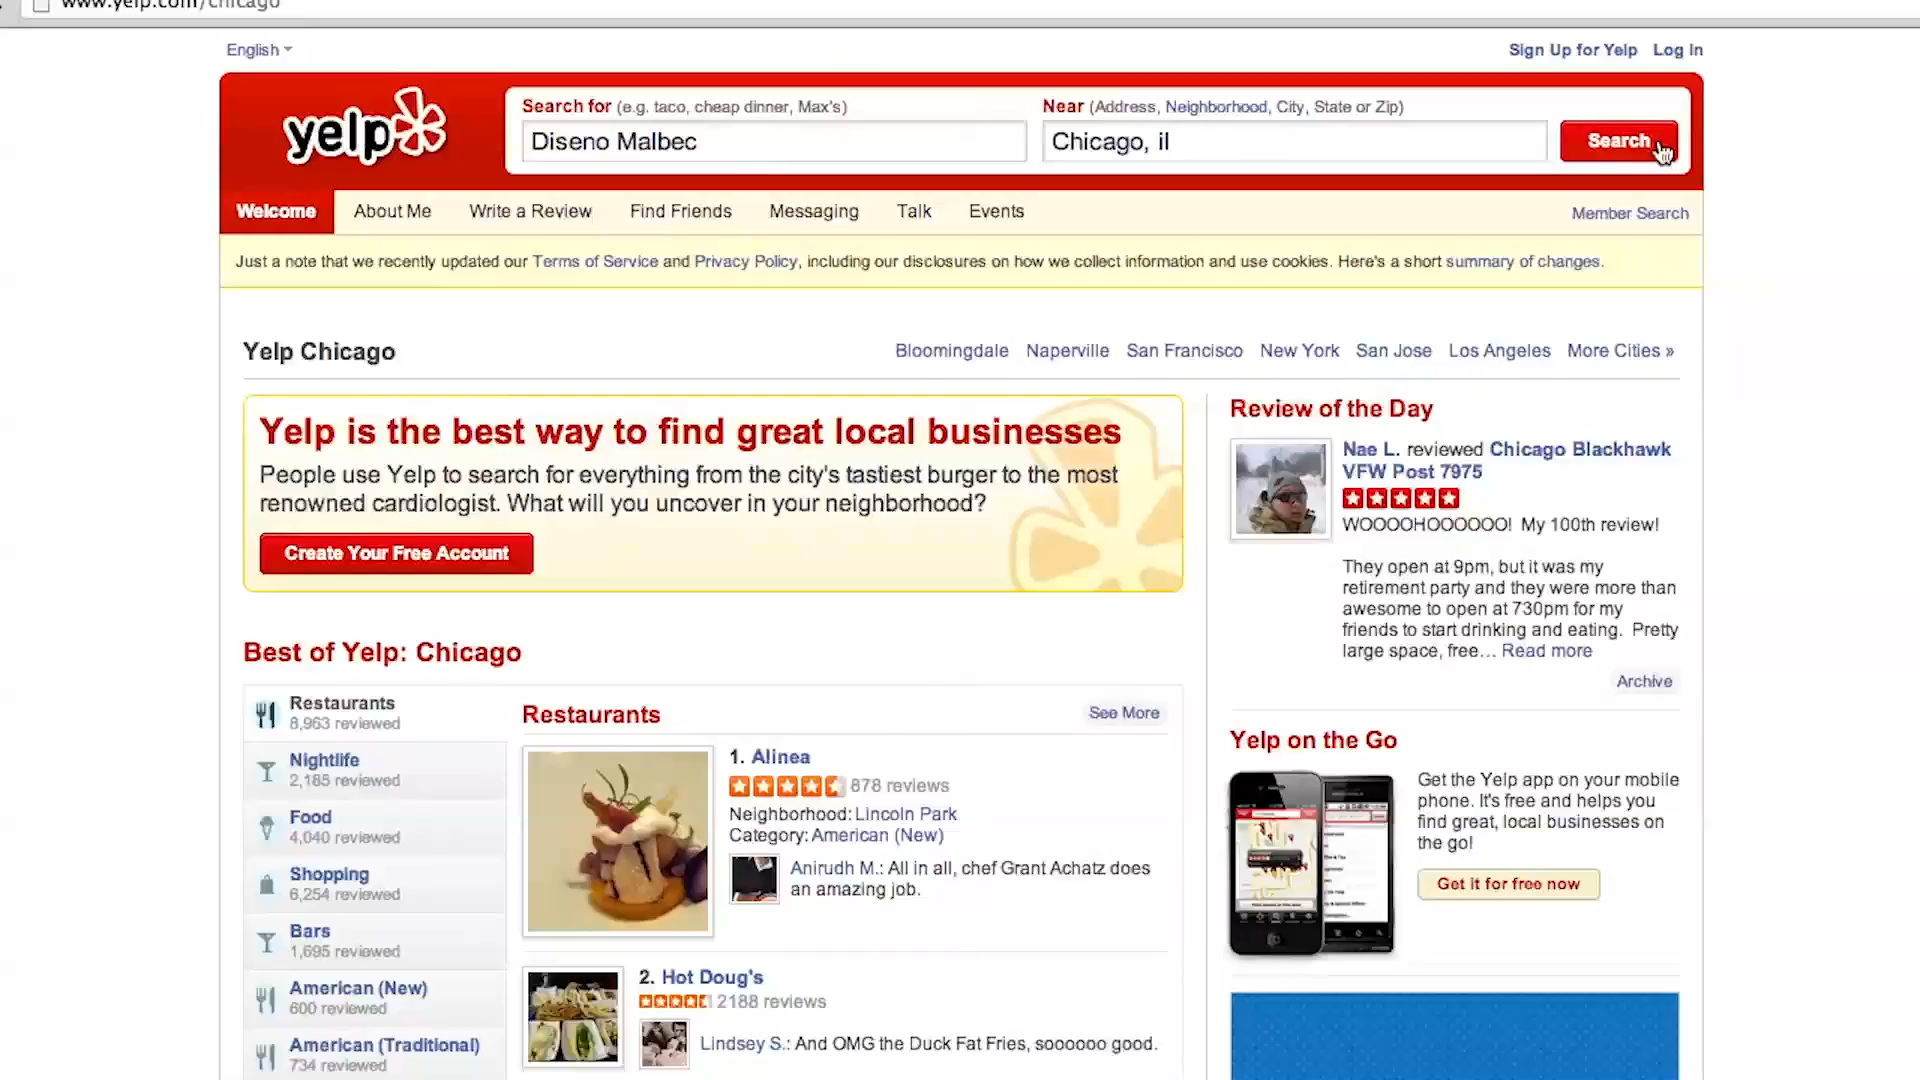 www.yelp.com/chicago
English
Sign Up for Yelp Log In
yelp
Search for (e.g. taco, cheap dinner, Max's)
Near (Address, Neighborhood, City, State or Zip)
Diseno Malbec
Chicago, il
Search
Welcome About Me Write a Review Find Friends Messaging Talk Events
Member Search
Just a note that we recently updated our Terms of Service and Privacy Policy, including our disclosures on how we collect information and use cookies. Here's a short summary of changes.
Yelp Chicago
Bloomingdale Naperville San Francisco New York San Jose Los Angeles More Cities »
Yelp is the best way to find great local businesses
People use Yelp to search for everything from the city's tastiest burger to the most
renowned cardiologist. What will you uncover in your neighborhood?
Create Your Free Account
Best of Yelp: Chicago
Restaurants
8,963 reviewed
Nightlife
2,185 reviewed
Food
4,040 reviewed
Shopping
6,254 reviewed
Bars
1,695 reviewed
American (New)
600 reviewed
American (Traditional)
734 reviewed
Restaurants
See More
1. Alinea
878 reviews
Neighborhood: Lincoln Park
Category: American (New)
Anirudh M.: All in all, chef Grant Achatz does
an amazing job.
2. Hot Doug's
2188 reviews
Lindsey S.: And OMG the Duck Fat Fries, soooooo good.
Review of the Day
Nae L. reviewed Chicago Blackhawk
VFW Post 7975
WOOOOHOOOOOO! My 100th review!
They open at 9pm, but it was my
retirement party and they were more than
awesome to open at 730pm for my
friends to start drinking and eating. Pretty
large space, free... Read more
Archive
Yelp on the Go
Get the Yelp app on your mobile
phone. It's free and helps you
find great, local businesses on
the go!
Get it for free now